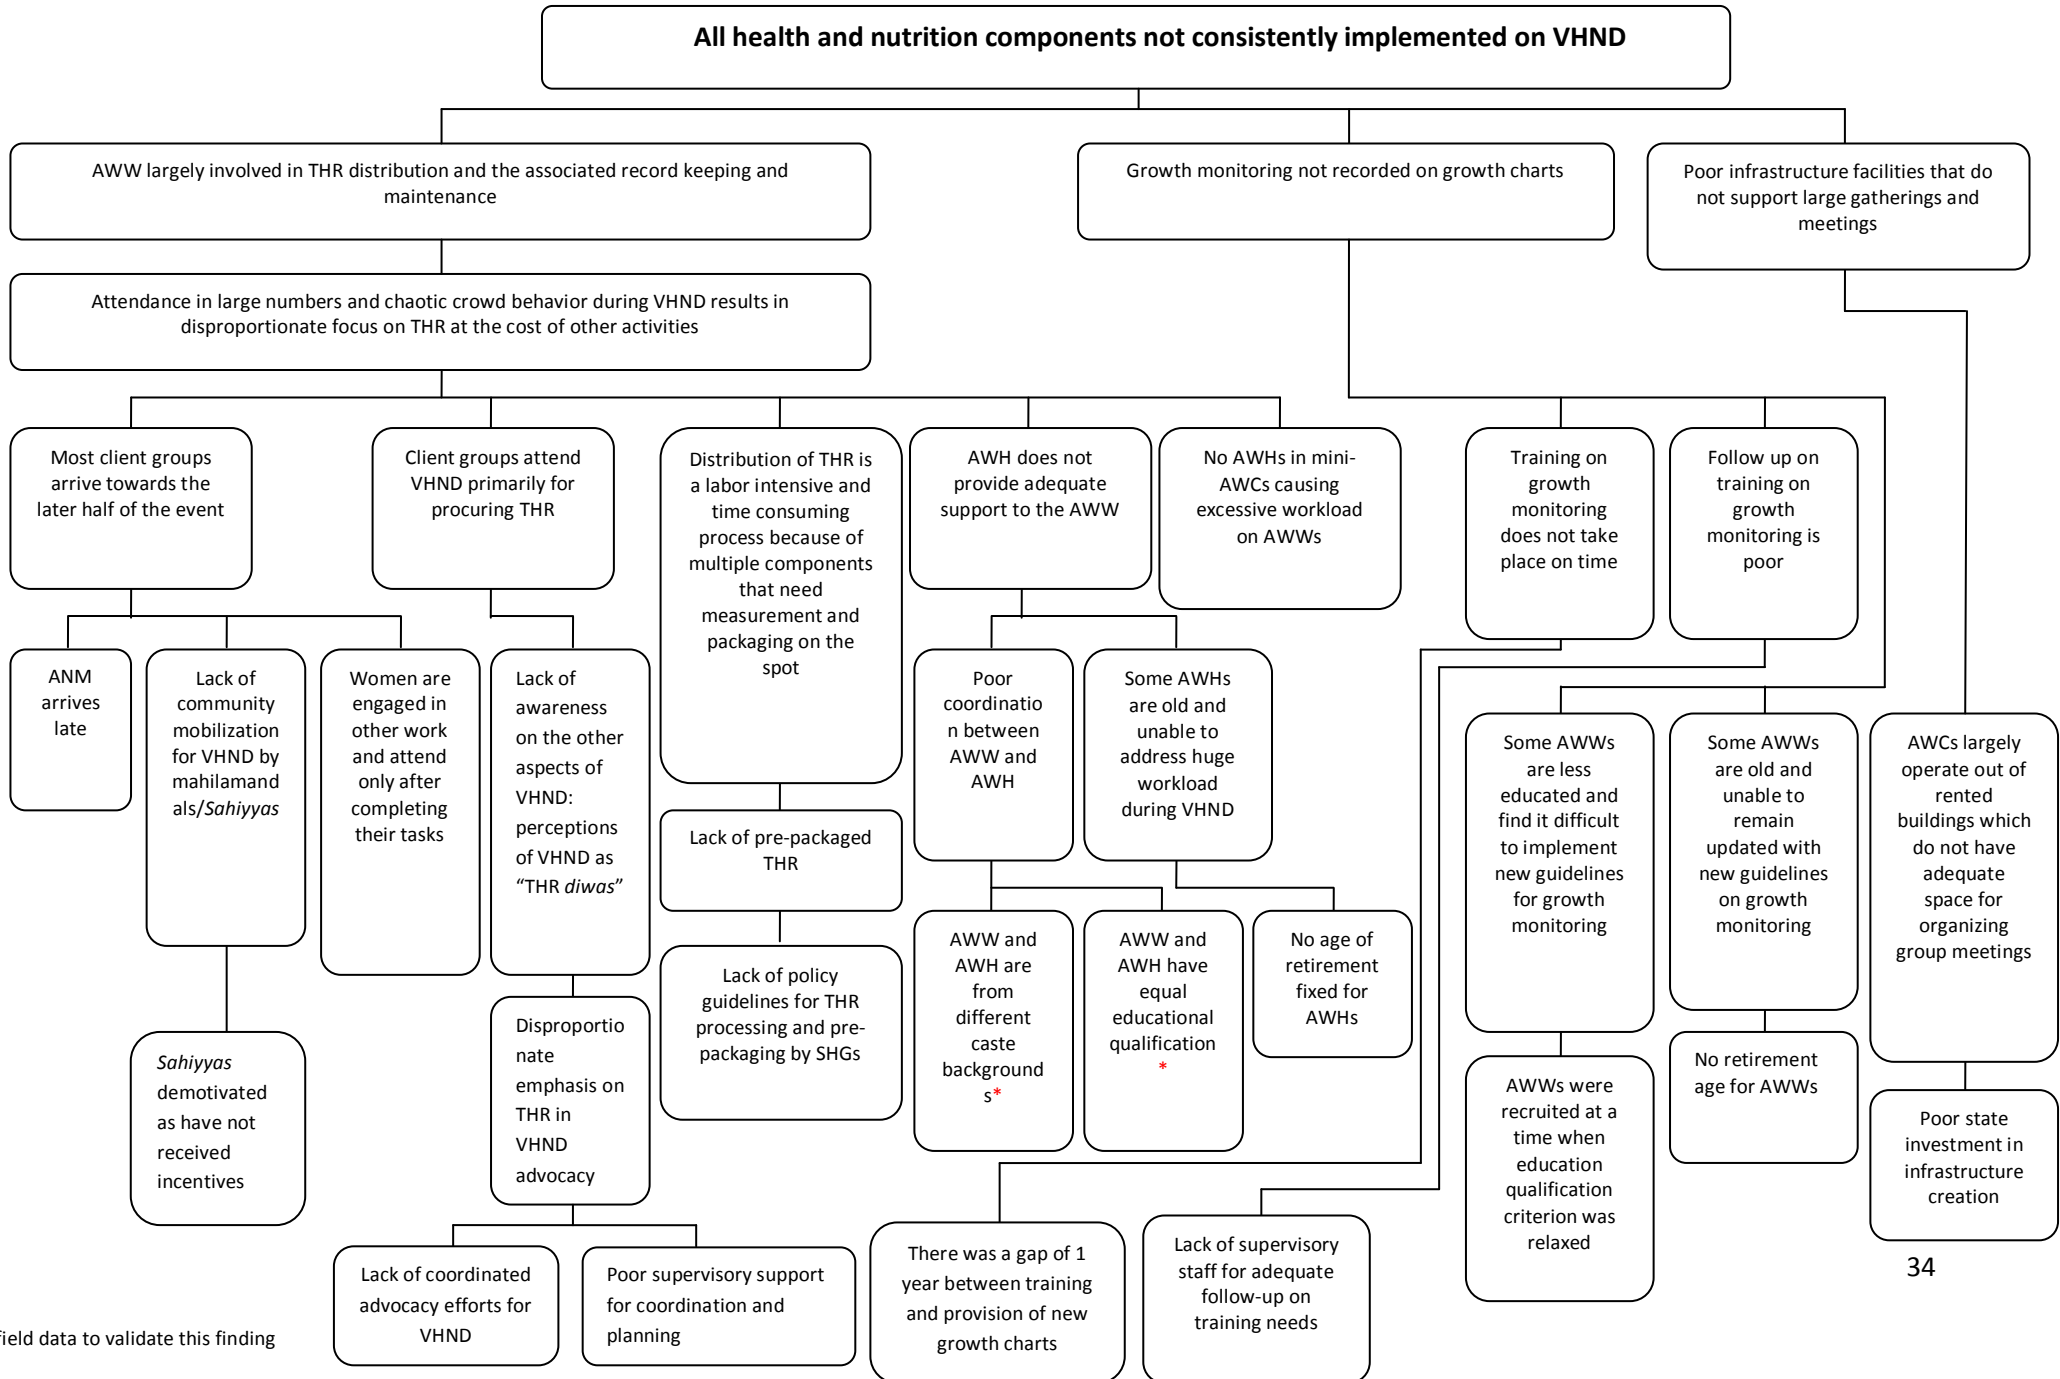 All health and nutrition components not consistently implemented on VHND
AWW largely involved in THR distribution and the associated record keeping and
maintenance
Growth monitoring not recorded on growth charts
Poor infrastructure facilities that do
not support large gatherings and
meetings
Attendance in large numbers and chaotic crowd behavior during VHND results in
disproportionate focus on THR at the cost of other activities
Most client groups
arrive towards the
later half of the event
Client groups attend
VHND primarily for
procuring THR
Distribution of THR is
a labor intensive and
time consuming
process because of
multiple components
that need
measurement and
packaging on the
spot
AWH does not
provide adequate
support to the AWW
No AWHs in mini-
AWCs causing
excessive workload
on AWWs
Training on
growth
monitoring
does not take
place on time
Follow up on
training on
growth
monitoring is
poor
ANM
arrives
late
Lack of
community
mobilization
for VHND by
mahilamand
als/Sahiyyas
Women are
engaged in
other work
and attend
only after
completing
their tasks
Lack of
awareness
on the other
aspects of
VHND:
perceptions
of VHND as
“THR diwas”
Lack of pre-packaged
THR
Poor
coordinatio
n between
AWW and
AWH
Some AWHs
are old and
unable to
address huge
workload
during VHND
Some AWWs
are less
educated and
find it difficult
to implement
new guidelines
for growth
monitoring
Some AWWs
are old and
unable to
remain
updated with
new guidelines
on growth
monitoring
AWCs largely
operate out of
rented
buildings which
do not have
adequate
space for
organizing
group meetings
Sahiyyas
demotivated
as have not
received
incentives
Disproportio
nate
emphasis on
THR in
VHND
advocacy
Lack of policy
guidelines for THR
processing and pre-
packaging by SHGs
AWW and
AWH are
from
different
caste
background
s*
AWW and
AWH have
equal
educational
qualification
*
No age of
retirement
fixed for
AWHs
AWWs were
recruited at a
time when
education
qualification
criterion was
relaxed
No retirement
age for AWWs
Poor state
investment in
infrastructure
creation
Lack of coordinated
advocacy efforts for
VHND
Poor supervisory support
for coordination and
planning
There was a gap of 1
year between training
and provision of new
growth charts
Lack of supervisory
staff for adequate
follow-up on
training needs
34
field data to validate this finding